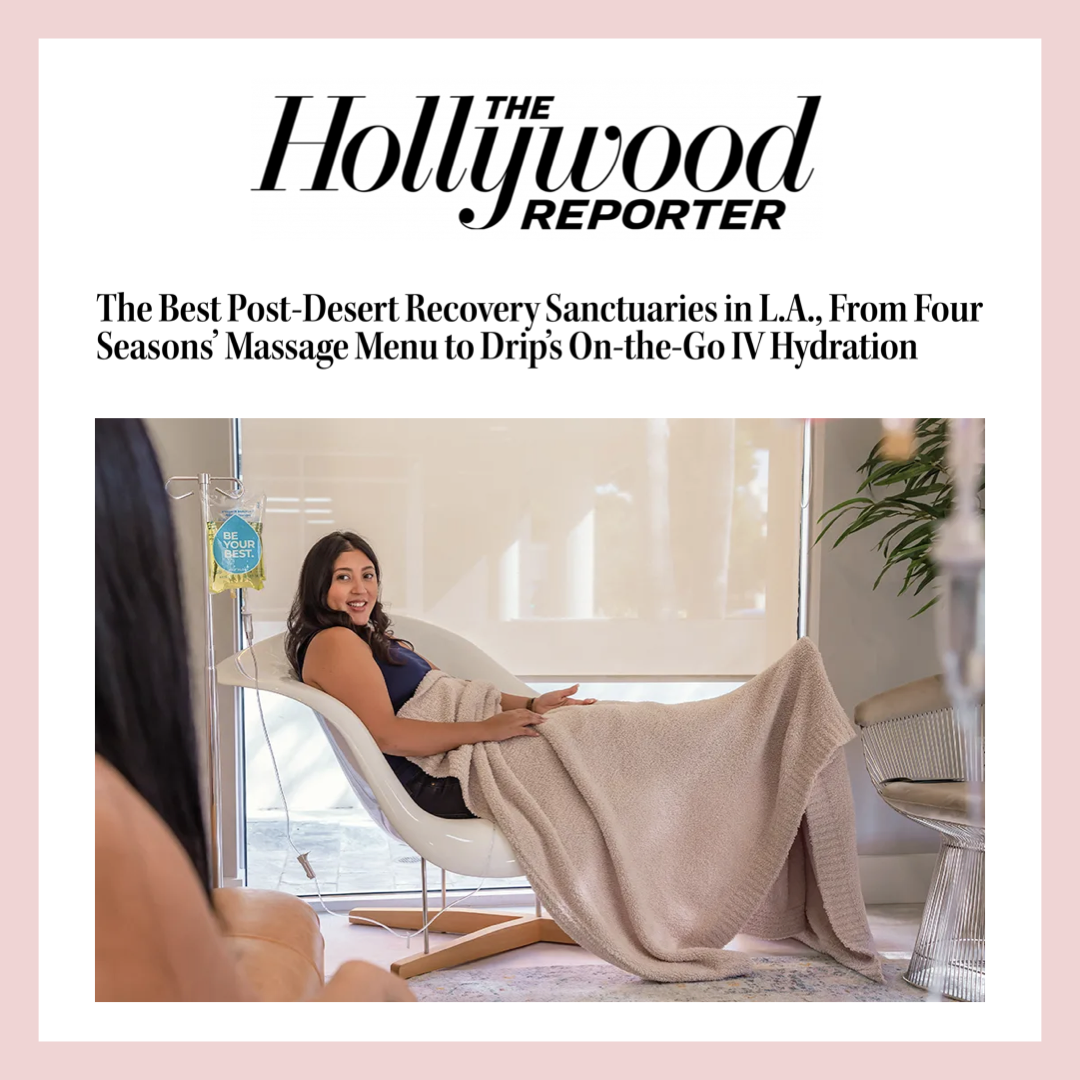 THE
Hollywood
REPORTER
The Best Post-Desert Recovery Sanctuaries in L.A., From Four
Seasons’ Massage Menu to Drip’s On-the-Go IV Hydration
BE
YOUR
BEST.